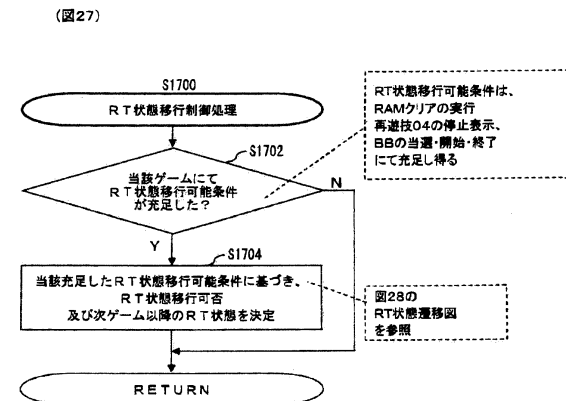 (図27)
S1700
RT状態移行制御処理
RT状態移行可能条件は、
RAMクリアの実行
再遊技04の停止表示、
BBの当選・開始・終了
にて充足し得る
S1702
当該ゲームにて
RT状態移行可能条件
が充足した?
N
Y
S1704
当該充足したRT状態移行可能条件に基づき、
RT状態移行可否
及び次ゲーム以降のRT状態を決定
図28の
RT状態遷移図
を参照
RETURN